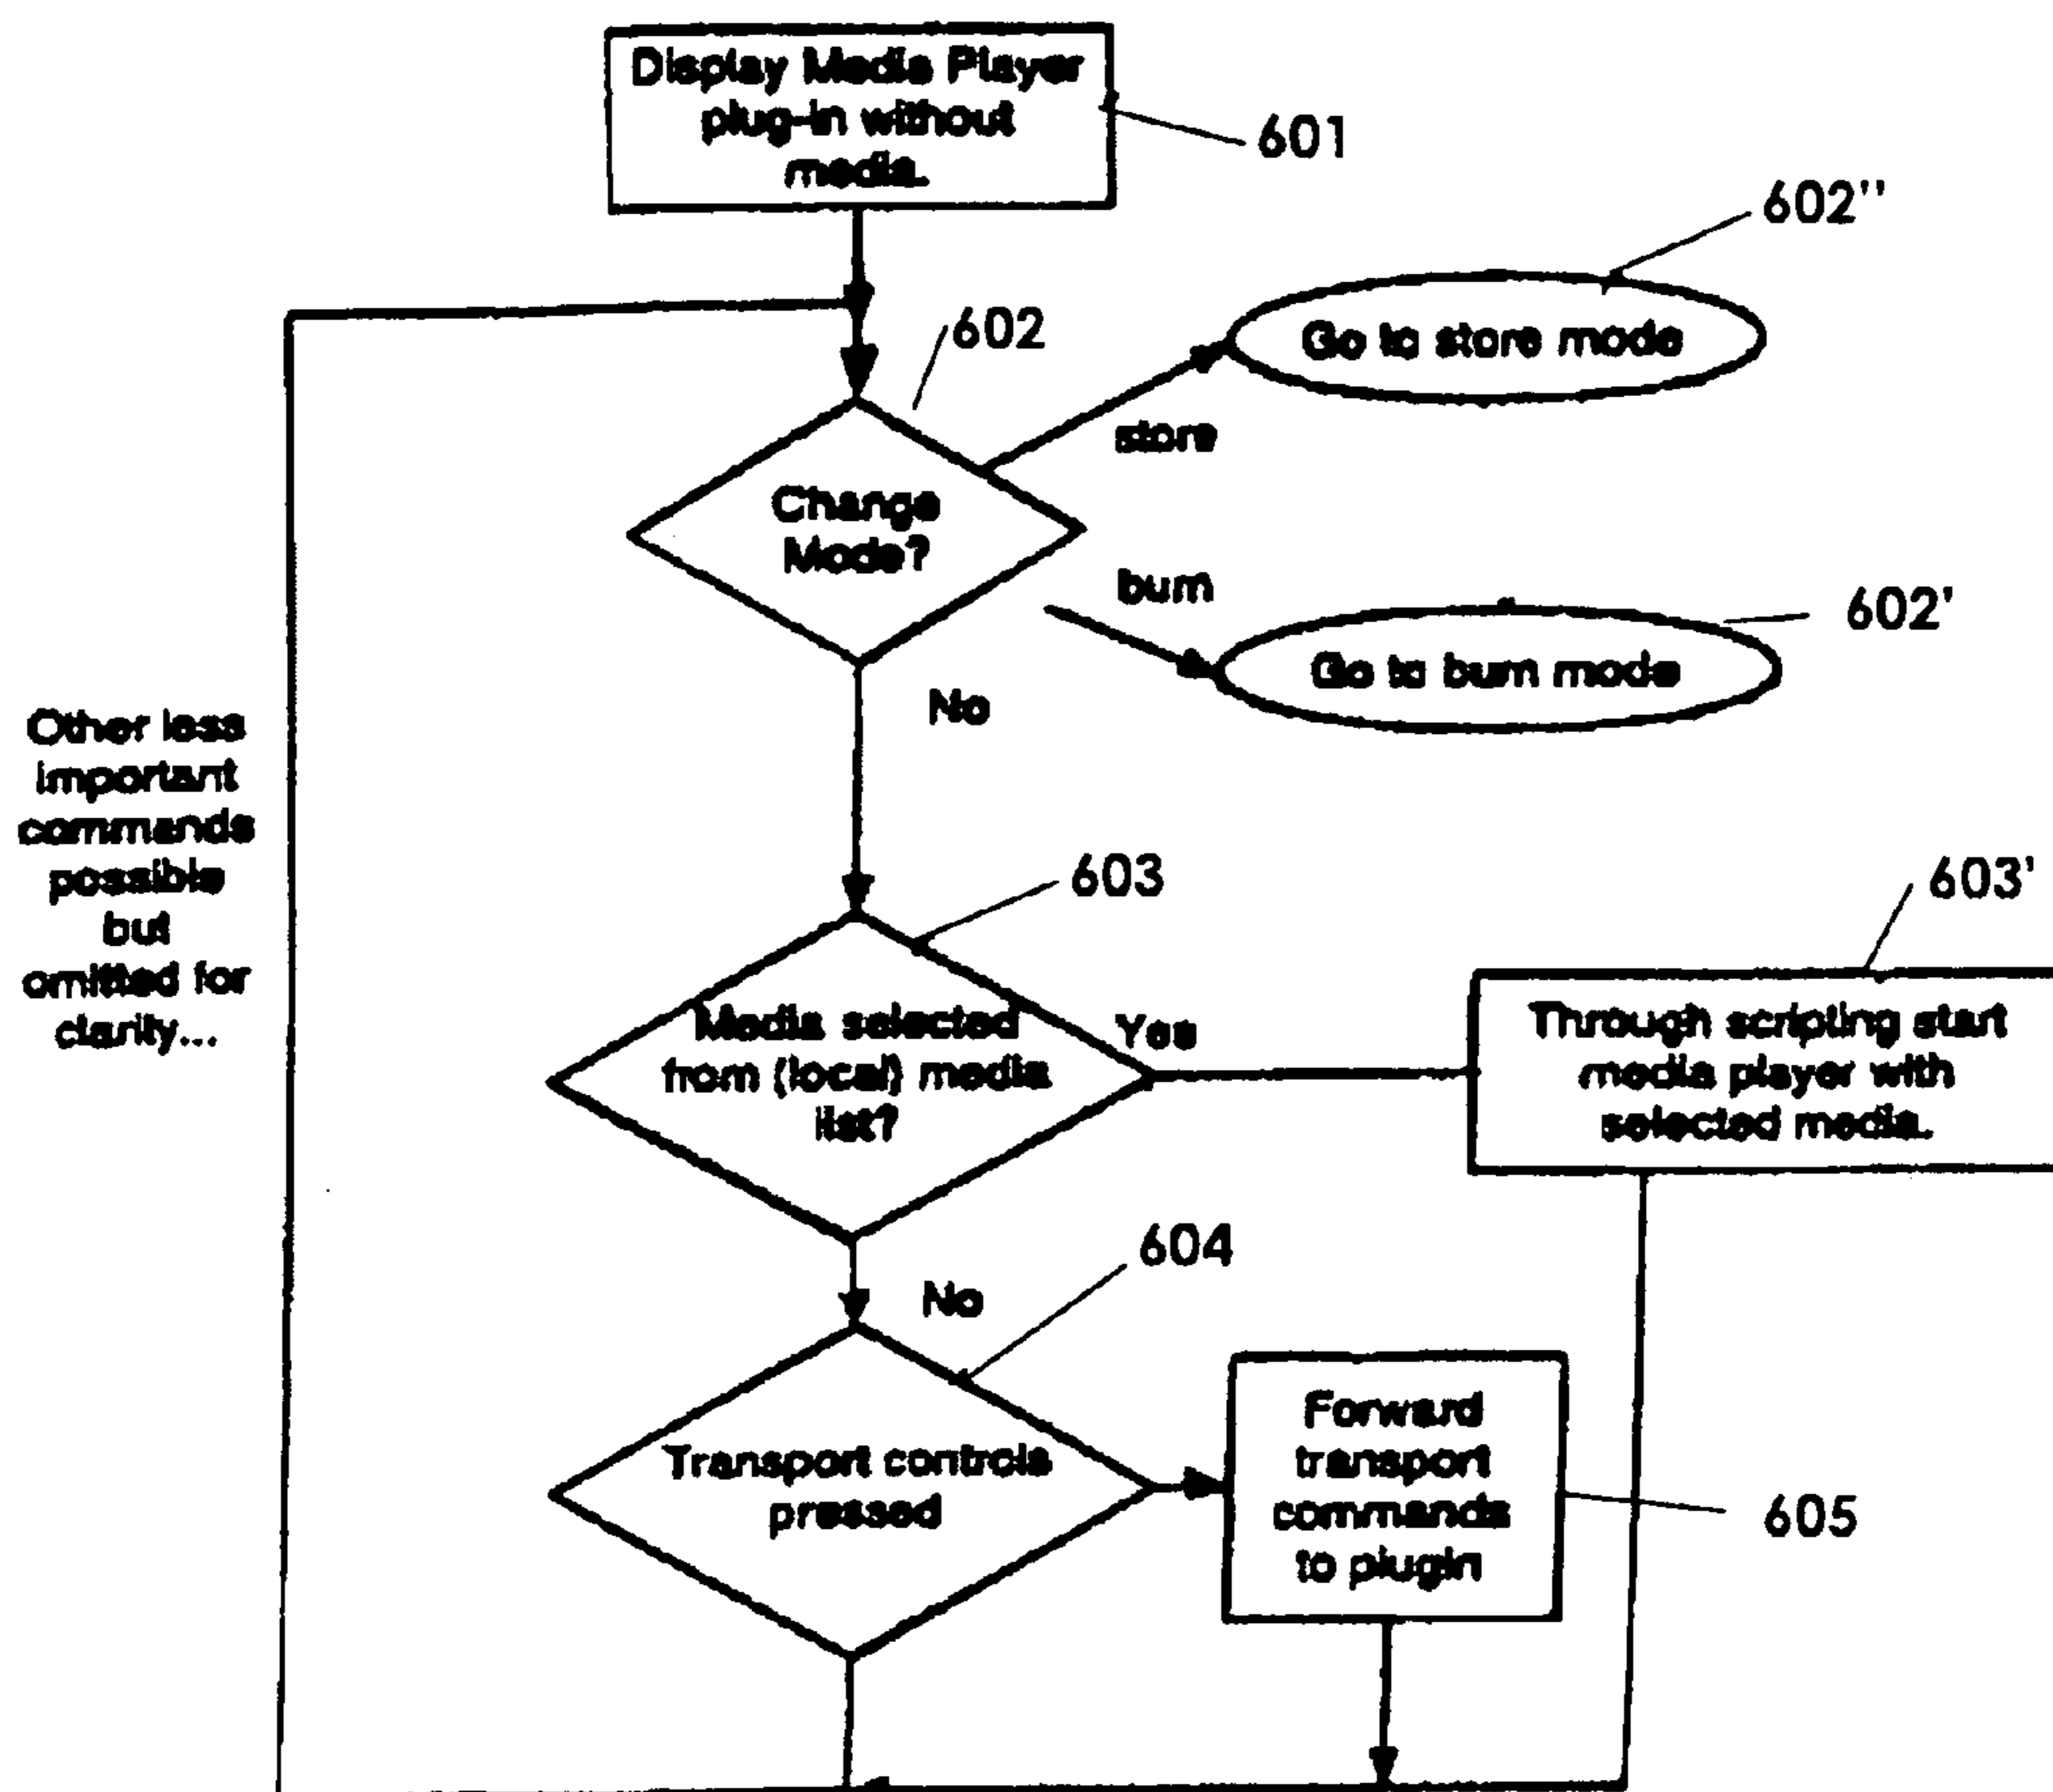 Display Media Player
plug-in without
media.
601
602"
602
Go to store mode
store
Change
Mode?
burn
602'
Go to burn mode
No
Other less
important
commands
possible
but
omitted for
clarity...
603
603'
Media selected
from (local) media
list?
Yes
Through scripting start
media player with
selected media.
604
No
Transport controls
pressed
Forward
transport
commands
to plugin
605